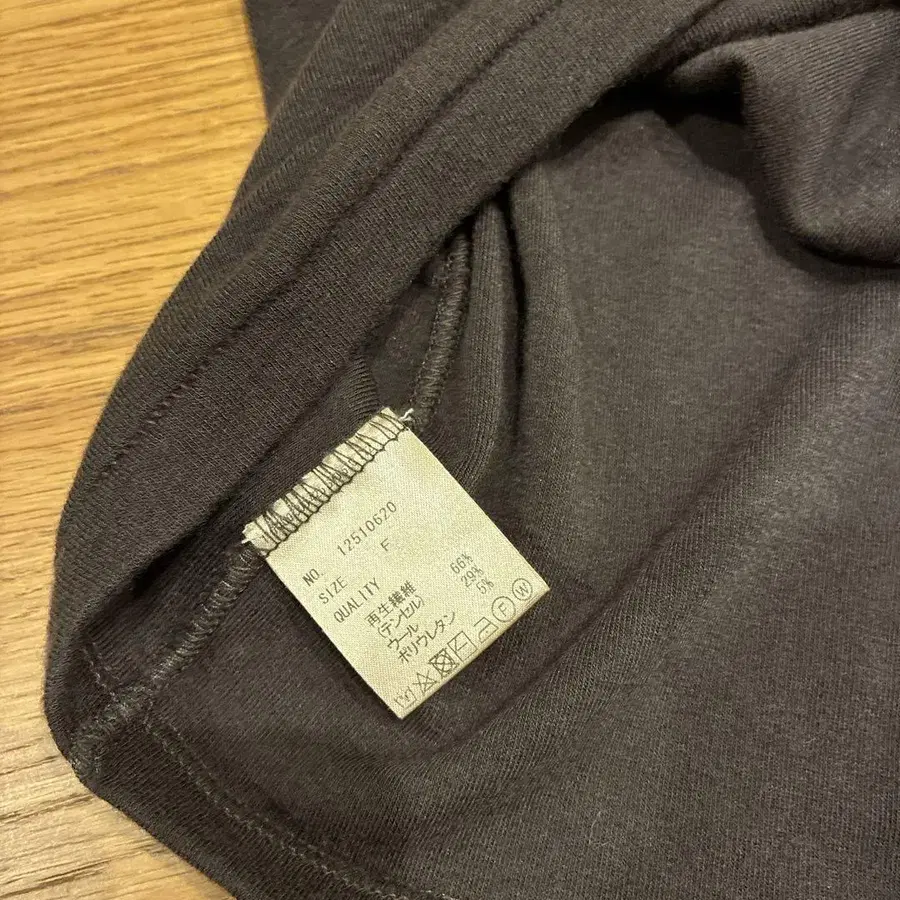 NO. 12510620
SIZE F
QUALITY
再生繊維 66%
(テンセル)
ウール 29%
ポリウレタン 5%
F W